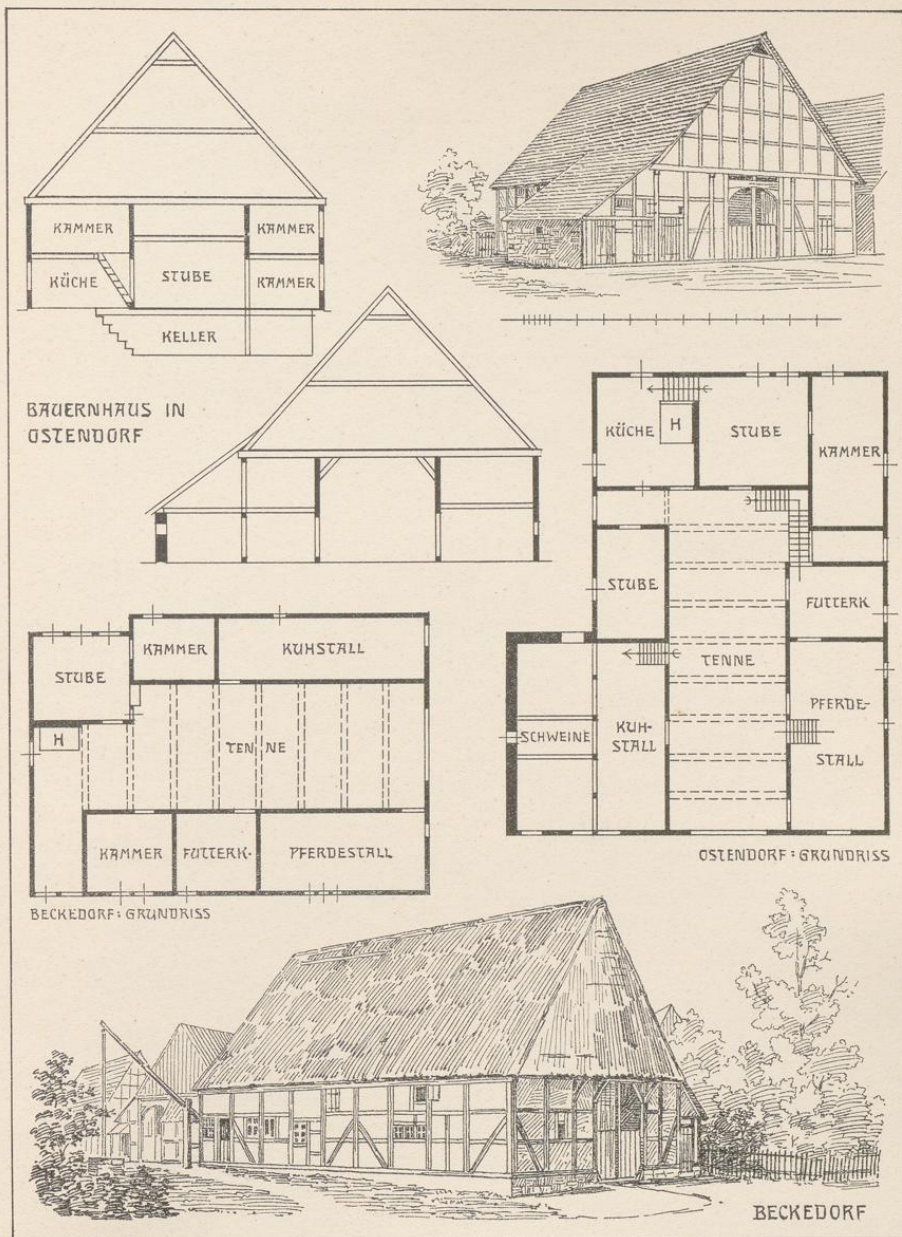 KAMMER
KAMMER
KÜCHE
STUBE
KAMMER
KELLER
BAUERNHAUS IN
OSTENDORF
KÜCHE
H
STUBE
KAMMER
STUBE
FUTTERK
TENNE
PFERDE-
STALL
SCHWEINE
KUH-
STALL
OSTENDORF : GRUNDRISS
STUBE
KAMMER
KUHSTALL
H
TENNE
KAMMER
FUTTERK-
PFERDESTALL
BECKEDORF : GRUNDRISS
BECKEDORF